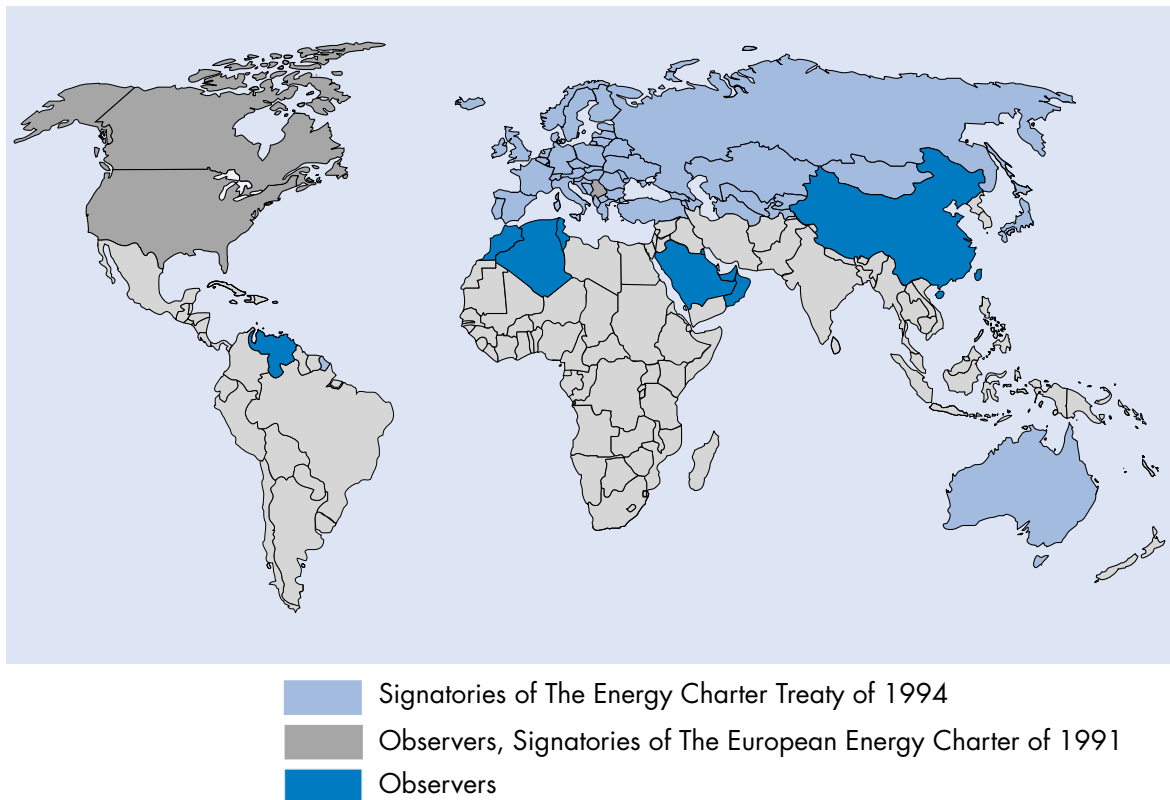 Signatories of The Energy Charter Treaty of 1994
Observers, Signatories of The European Energy Charter of 1991
Observers